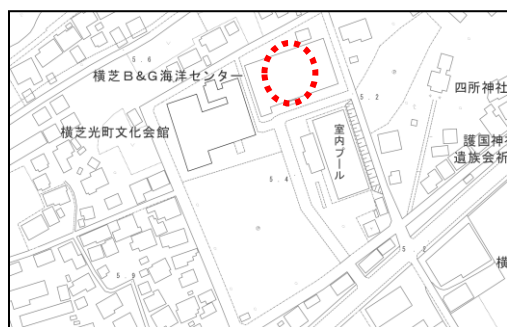 5.6
横芝B&G海洋センター
5.2
四所神社
横芝光町文化会館
室内プール
護国神社
遺族会祈
5.4
5.2
5.9
横